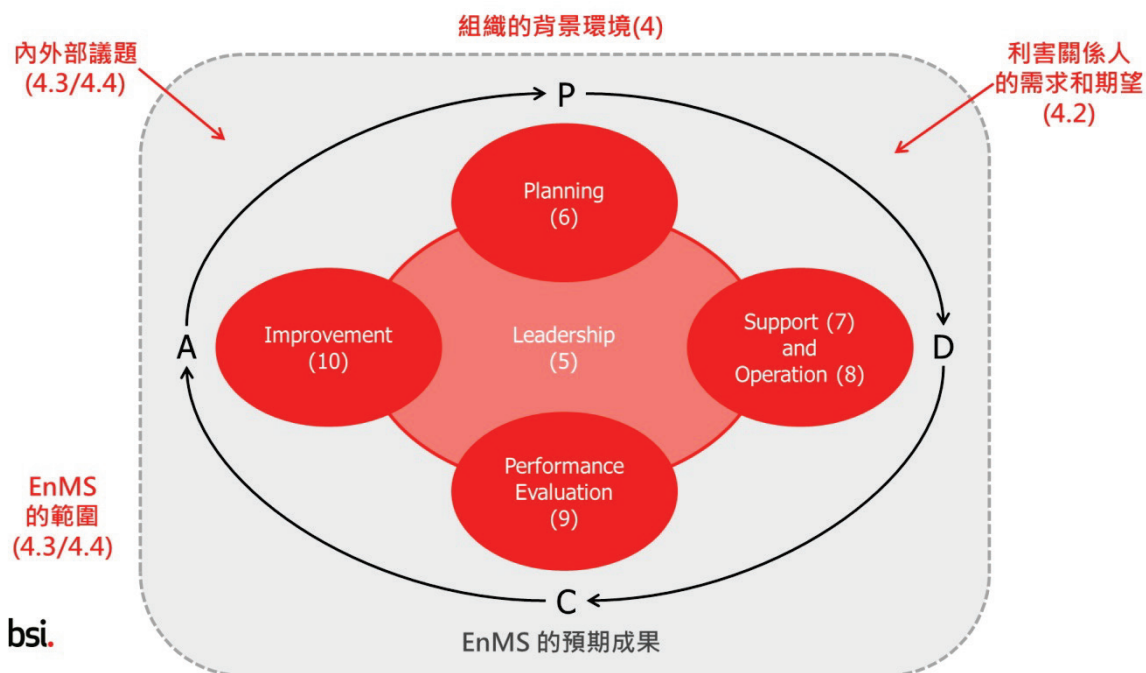 組織的背景環境(4)
內外部議題
(4.3/4.4)
利害關係人
的需求和期望
(4.2)
P
Planning
(6)
A
Improvement
(10)
Leadership
(5)
Support (7)
and
Operation (8)
D
Performance
Evaluation
(9)
EnMS
的範圍
(4.3/4.4)
C
EnMS 的預期成果
bsi.